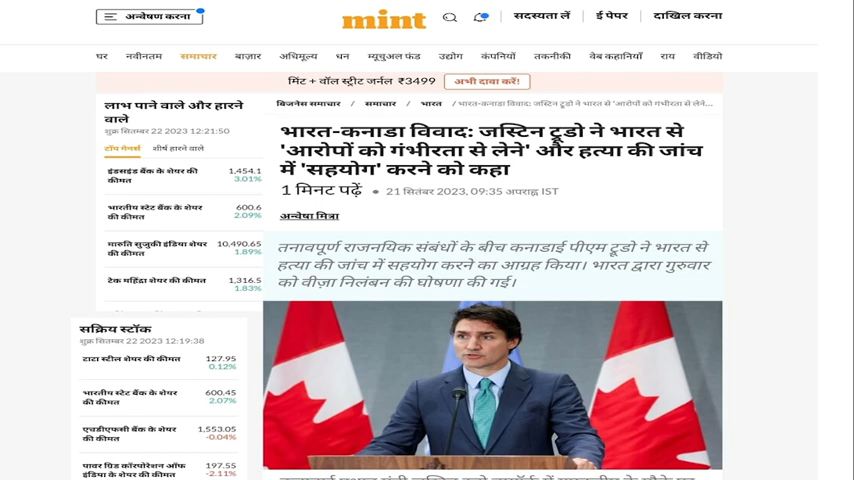 अन्वेषण करना
mint
सदस्यता लें
ई पेपर
दाखिल करना
घर नवीनतम समाचार बाज़ार अधिमूल्य धन म्यूचुअल फंड उद्योग कंपनियों तकनीकी वेब कहानियाँ राय वीडियो
मिंट + वॉल स्ट्रीट जर्नल ₹3499 अभी दावा करें!
लाभ पाने वाले और हारने
वाले
शुक्र सितम्बर 22 2023 12:21:50
टॉप गेनर्स शीर्ष हारने वाले
इंडसइंड बैंक के शेयर की
कीमत
1,454.1
3.01%
भारतीय स्टेट बैंक के शेयर
की कीमत
600.6
2.09%
मारुति सुजुकी इंडिया शेयर
की कीमत
10,490.65
1.89%
टेक महिंद्रा शेयर की कीमत
1,316.5
1.83%
सक्रिय स्टॉक
शुक्र सितम्बर 22 2023 12:19:38
टाटा स्टील शेयर की कीमत
127.95
0.12%
भारतीय स्टेट बैंक के शेयर
की कीमत
600.45
2.07%
एचडीएफसी बैंक के शेयर
की कीमत
1,553.05
-0.04%
पावर ग्रिड कॉरपोरेशन ऑफ
इंडिया के शेयर की कीमत
197.55
-2.11%
बिजनेस समाचार / समाचार / भारत / भारत-कनाडा विवाद: जस्टिन ट्रूडो ने भारत से 'आरोपों को गंभीरता से लेने'...
भारत-कनाडा विवाद: जस्टिन ट्रूडो ने भारत से
'आरोपों को गंभीरता से लेने' और हत्या की जांच
में 'सहयोग' करने को कहा
1 मिनट पढ़ें • 21 सितंबर 2023, 09:35 अपराह्न IST
अन्वेषा मित्रा
तनावपूर्ण राजनयिक संबंधों के बीच कनाडाई पीएम ट्रूडो ने भारत से
हत्या की जांच में सहयोग करने का आग्रह किया। भारत द्वारा गुरुवार
को वीज़ा निलंबन की घोषणा की गई।